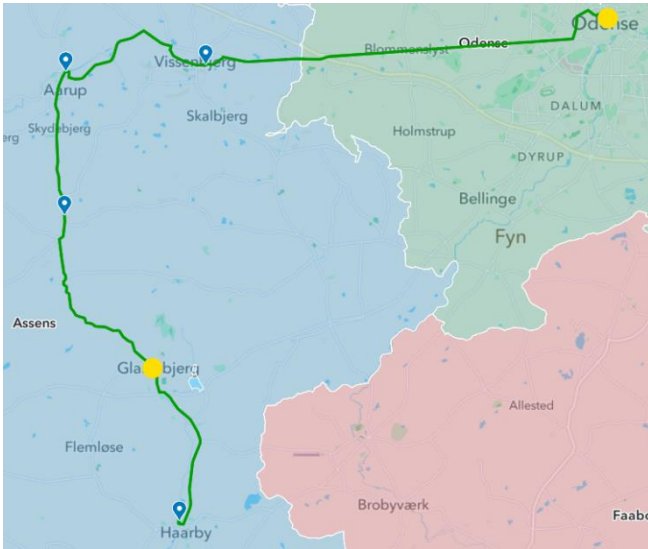 Odense
Blommenslyst
Odense
Vissenbjerg
Aarup
DALUM
Skalbjerg
Skydebjerg
erg
Holmstrup
DYRUP
Bellinge
Fyn
Assens
Glamsbjerg
Allested
Flemløse
Brobyværk
Faabo
Haarby